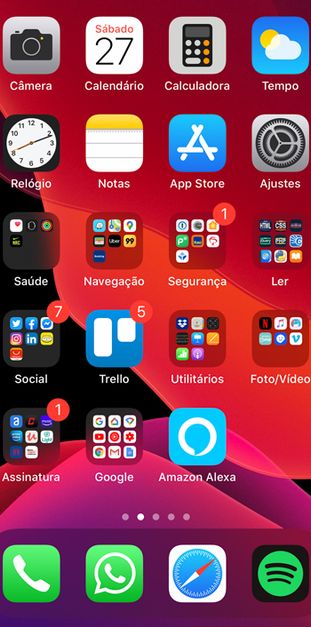 Sábado
27
Câmera
Calendário
Calculadora
Tempo
Relógio
Notas
App Store
Ajustes
1
Saúde
Navegação
Segurança
Ler
7
5
Social
Trello
Utilitários
Foto/Vídeo
1
Assinatura
Google
Amazon Alexa